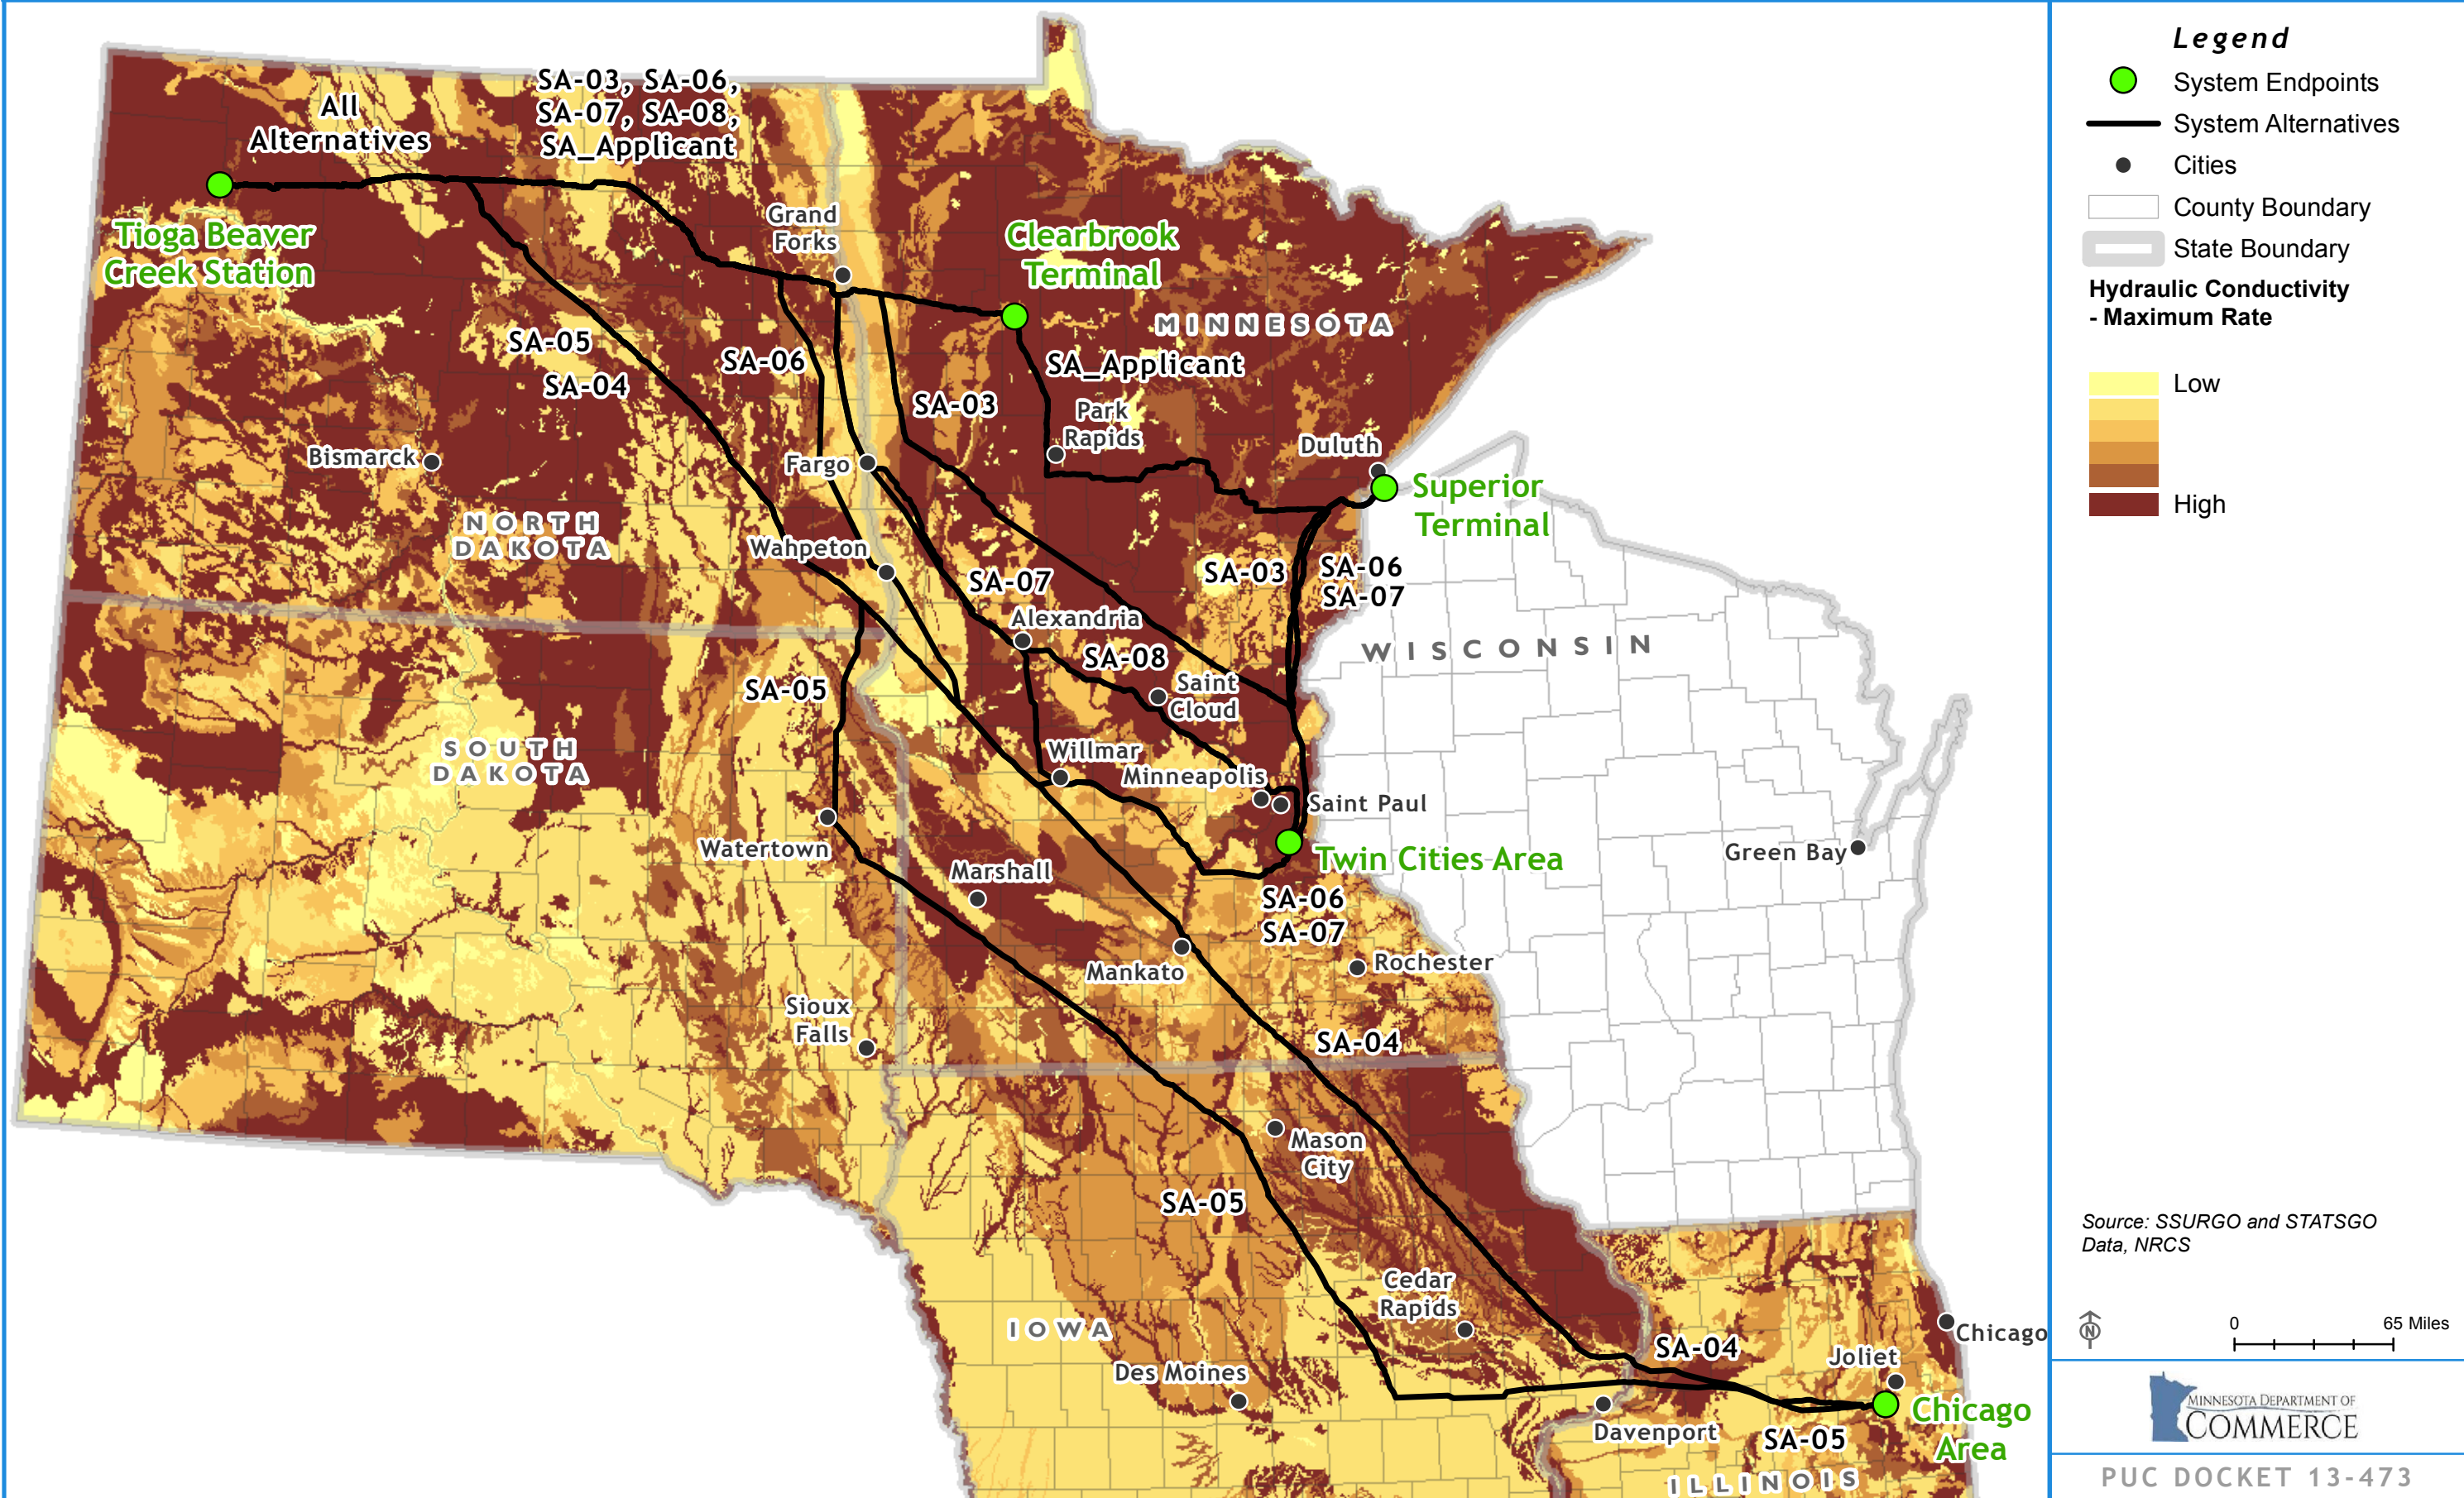 All
Alternatives
SA-03, SA-06,
SA-07, SA-08,
SA_Applicant
Tioga Beaver
Creek Station
Grand
Forks
Clearbrook
Terminal
MINNESOTA
SA-05
SA-04
SA-06
SA_Applicant
SA-03
Park
Rapids
Bismarck
Fargo
Duluth
Superior
Terminal
NORTH
DAKOTA
Wahpeton
SA-07
SA-03
SA-06
SA-07
Alexandria
WISCONSIN
SA-08
SA-05
Saint
Cloud
SOUTH
DAKOTA
Willmar
Minneapolis
Saint Paul
Watertown
Twin Cities Area
Green Bay
Marshall
SA-06
SA-07
Mankato
Rochester
Sioux
Falls
SA-04
Mason
City
SA-05
Cedar
Rapids
IOWA
Des Moines
SA-04
Joliet
Chicago
Davenport
SA-05
Chicago
Area
ILLINOIS
Legend
System Endpoints
System Alternatives
Cities
County Boundary
State Boundary
Hydraulic Conductivity
- Maximum Rate
Low
High
Source: SSURGO and STATSGO
Data, NRCS
N
0 65 Miles
MINNESOTA DEPARTMENT OF
COMMERCE
PUC DOCKET 13-473